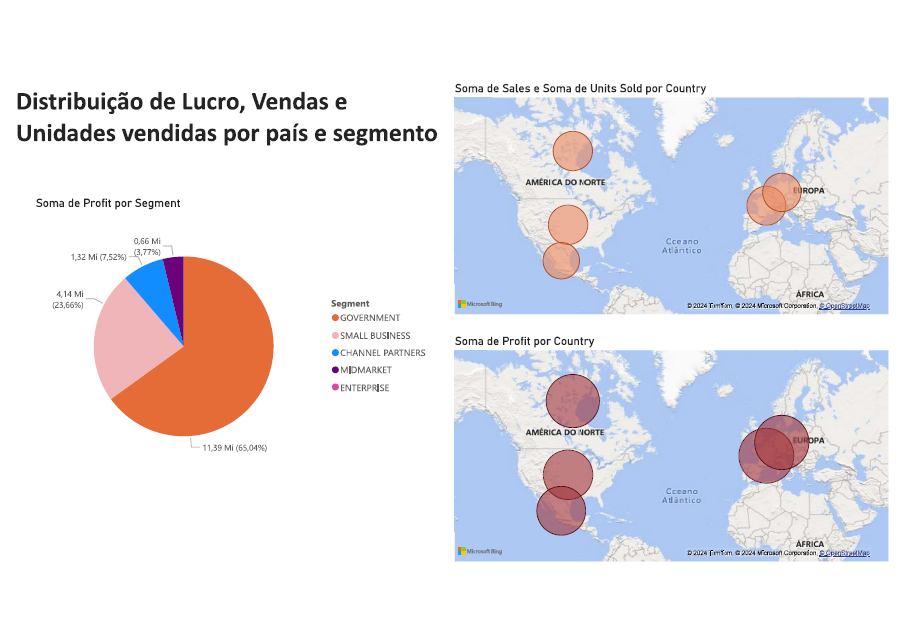 Distribuição de Lucro, Vendas e
Unidades vendidas por país e segmento
Soma de Profit por Segment
0,66 Mi
(3,77%)
1,32 Mi (7,52%)
4,14 Mi
(23,66%)
11,39 Mi (65,04%)
Segment
GOVERNMENT
SMALL BUSINESS
CHANNEL PARTNERS
MIDMARKET
ENTERPRISE
Soma de Sales e Soma de Units Sold por Country
AMÉRICA DO NORTE
EUROPA
Oceano
Atlântico
ÁFRICA
Microsoft Bing
© 2024 TomTom, © 2024 Microsoft Corporation, © OpenStreetMap
Soma de Profit por Country
AMÉRICA DO NORTE
EUROPA
Oceano
Atlântico
ÁFRICA
Microsoft Bing
© 2024 TomTom, © 2024 Microsoft Corporation, © OpenStreetMap